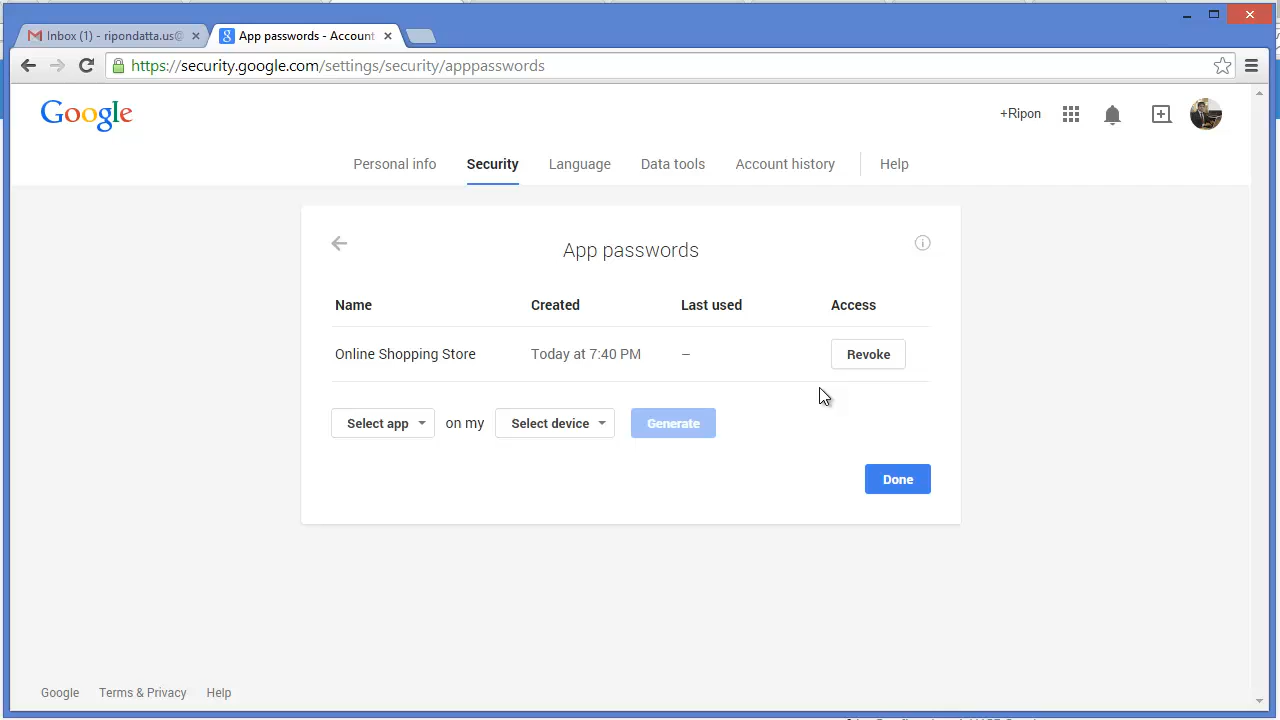 Inbox (1) - ripondatta.us@
App passwords - Account
https://security.google.com/settings/security/apppasswords
Google
+Ripon
Personal info
Security
Language
Data tools
Account history
Help
App passwords
Name
Created
Last used
Access
Online Shopping Store
Today at 7:40 PM
–
Revoke
Select app
on my
Select device
Generate
Done
Google
Terms & Privacy
Help